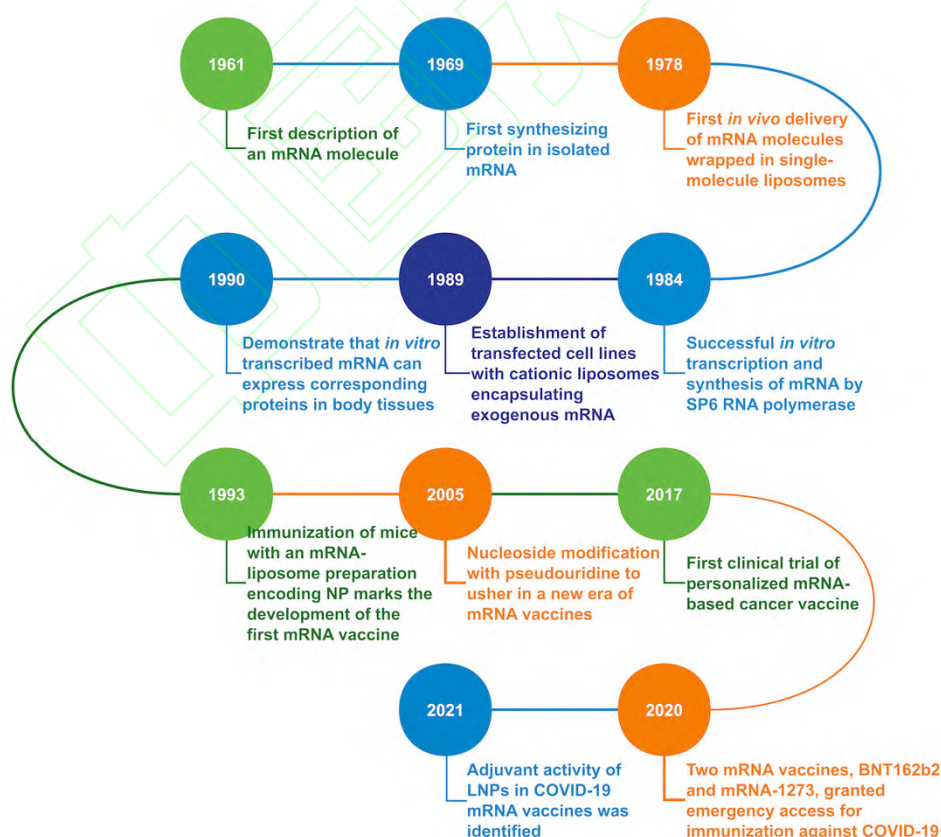 1961
1969
1978
First description of
an mRNA molecule
First synthesizing
protein in isolated
mRNA
First in vivo delivery
of mRNA molecules
wrapped in single-
molecule liposomes
1990
1989
1984
Demonstrate that in vitro
transcribed mRNA can
express corresponding
proteins in body tissues
Establishment of
transfected cell lines
with cationic liposomes
encapsulating
exogenous mRNA
Successful in vitro
transcription and
synthesis of mRNA by
SP6 RNA polymerase
1993
2005
2017
Immunization of mice
with an mRNA-
liposome preparation
encoding NP marks the
development of the
first mRNA vaccine
Nucleoside modification
with pseudouridine to
usher in a new era of
mRNA vaccines
First clinical trial of
personalized mRNA-
based cancer vaccine
2021
2020
Adjuvant activity of
LNPs in COVID-19
mRNA vaccines was
identified
Two mRNA vaccines, BNT162b2
and mRNA-1273, granted
emergency access for
immunization against COVID-19